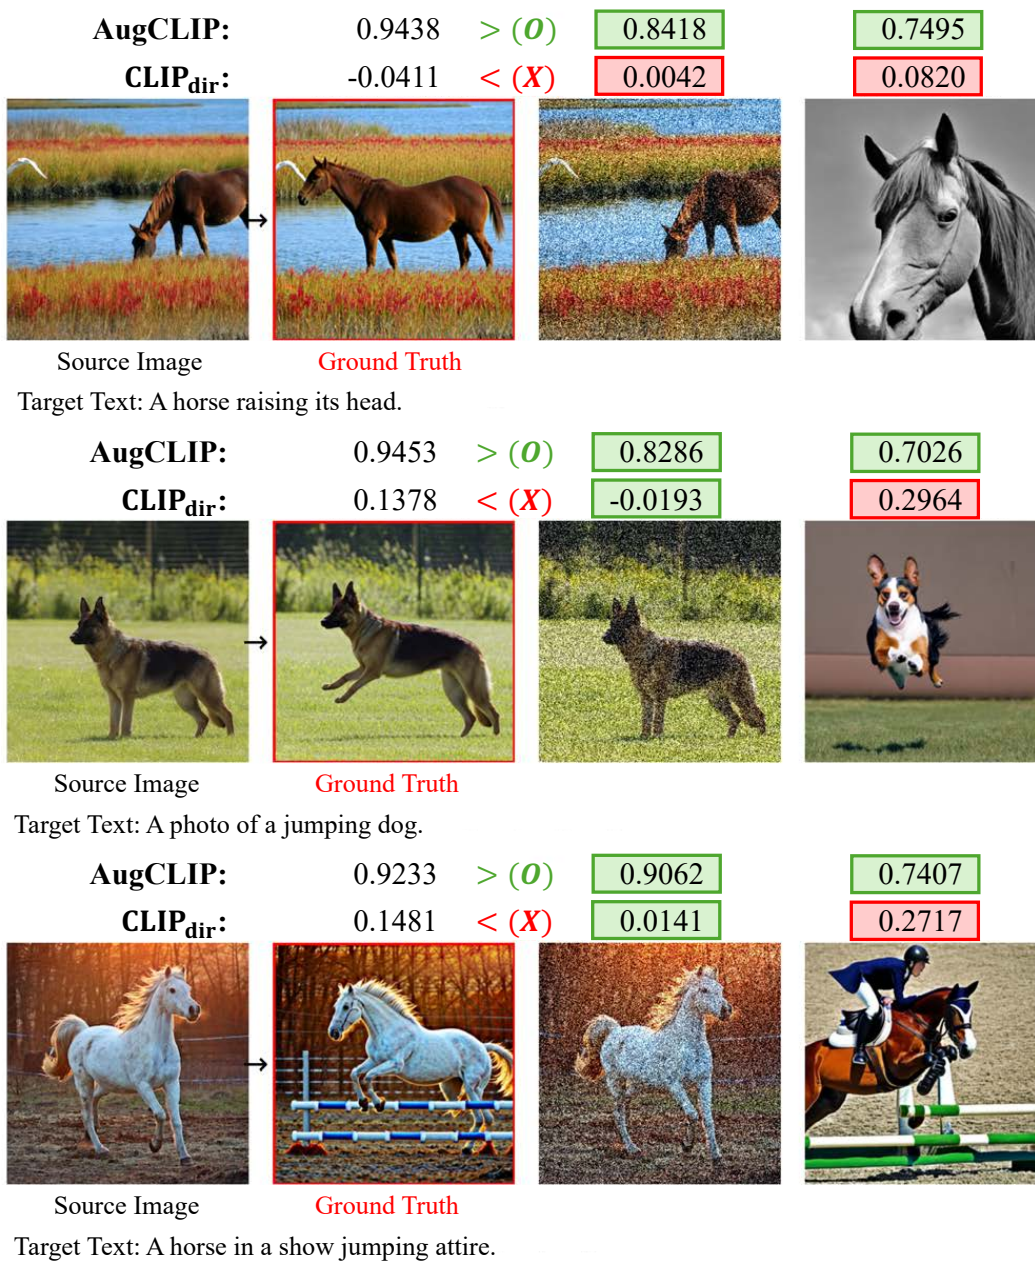 AugCLIP: 0.9438 > (O) 0.8418 0.7495
CLIP_dir: -0.0411 < (X) 0.0042 0.0820
Source Image Ground Truth
Target Text: A horse raising its head.
AugCLIP: 0.9453 > (O) 0.8286 0.7026
CLIP_dir: 0.1378 < (X) -0.0193 0.2964
Source Image Ground Truth
Target Text: A photo of a jumping dog.
AugCLIP: 0.9233 > (O) 0.9062 0.7407
CLIP_dir: 0.1481 < (X) 0.0141 0.2717
Source Image Ground Truth
Target Text: A horse in a show jumping attire.